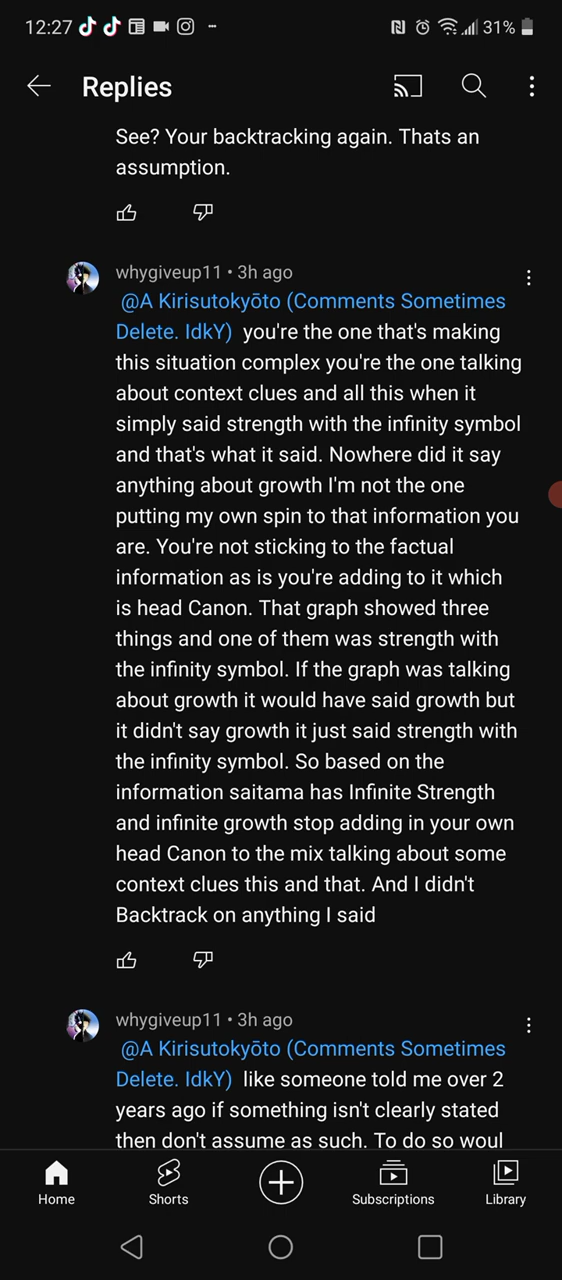 12:27 31%
Replies
See? Your backtracking again. Thats an
assumption.
whygiveup11 • 3h ago
@A Kirisutokyōto (Comments Sometimes
Delete. IdkY) you're the one that's making
this situation complex you're the one talking
about context clues and all this when it
simply said strength with the infinity symbol
and that's what it said. Nowhere did it say
anything about growth I'm not the one
putting my own spin to that information you
are. You're not sticking to the factual
information as is you're adding to it which
is head Canon. That graph showed three
things and one of them was strength with
the infinity symbol. If the graph was talking
about growth it would have said growth but
it didn't say growth it just said strength with
the infinity symbol. So based on the
information saitama has Infinite Strength
and infinite growth stop adding in your own
head Canon to the mix talking about some
context clues this and that. And I didn't
Backtrack on anything I said
whygiveup11 • 3h ago
@A Kirisutokyōto (Comments Sometimes
Delete. IdkY) like someone told me over 2
years ago if something isn't clearly stated
then don't assume as such. To do so woul
Home Shorts Subscriptions Library